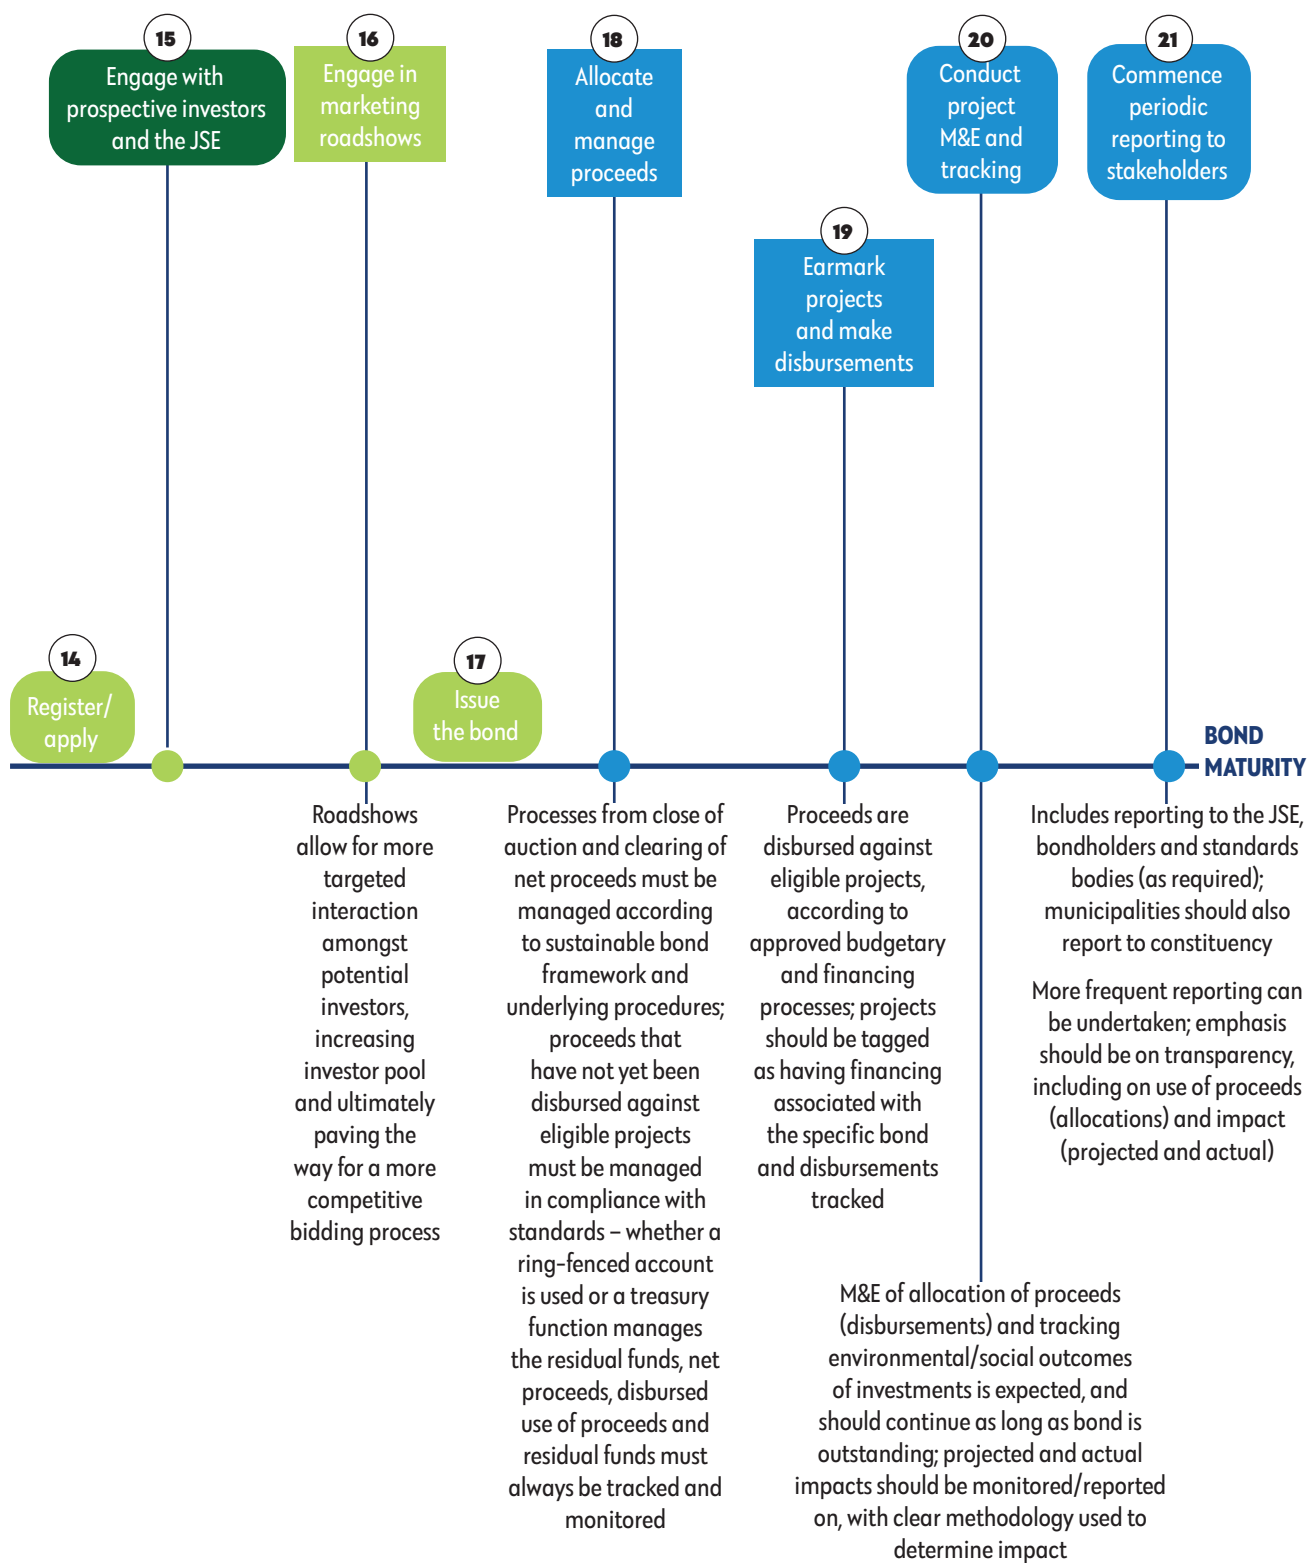 14
Register/
apply
15
Engage with
prospective investors
and the JSE
16
Engage in
marketing
roadshows
Roadshows
allow for more
targeted
interaction
amongst
potential
investors,
increasing
investor pool
and ultimately
paving the
way for a more
competitive
bidding process
17
Issue
the bond
18
Allocate
and
manage
proceeds
Processes from close of
auction and clearing of
net proceeds must be
managed according
to sustainable bond
framework and
underlying procedures;
proceeds that
have not yet been
disbursed against
eligible projects
must be managed
in compliance with
standards – whether a
ring-fenced account
is used or a treasury
function manages
the residual funds, net
proceeds, disbursed
use of proceeds and
residual funds must
always be tracked and
monitored
19
Earmark
projects
and make
disbursements
Proceeds are
disbursed against
eligible projects,
according to
approved budgetary
and financing
processes; projects
should be tagged
as having financing
associated with
the specific bond
and disbursements
tracked
20
Conduct
project
M&E and
tracking
M&E of allocation of proceeds
(disbursements) and tracking
environmental/social outcomes
of investments is expected, and
should continue as long as bond is
outstanding; projected and actual
impacts should be monitored/reported
on, with clear methodology used to
determine impact
21
Commence
periodic
reporting to
stakeholders
Includes reporting to the JSE,
bondholders and standards
bodies (as required);
municipalities should also
report to constituency
More frequent reporting can
be undertaken; emphasis
should be on transparency,
including on use of proceeds
(allocations) and impact
(projected and actual)
BOND
MATURITY